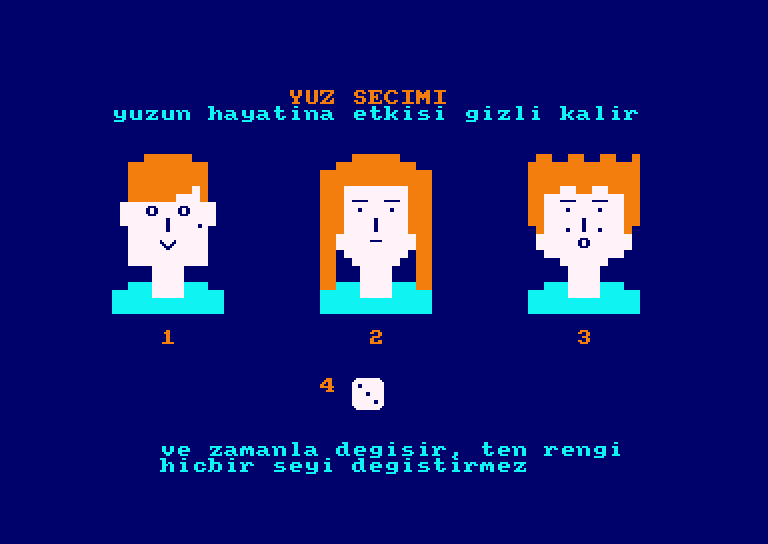 YUZ SECIMI
yuzun hayatina etkisi gizli kalir
1 2 3
4
ve zamanla degisir, ten rengi
hicbir seyi degistirmez